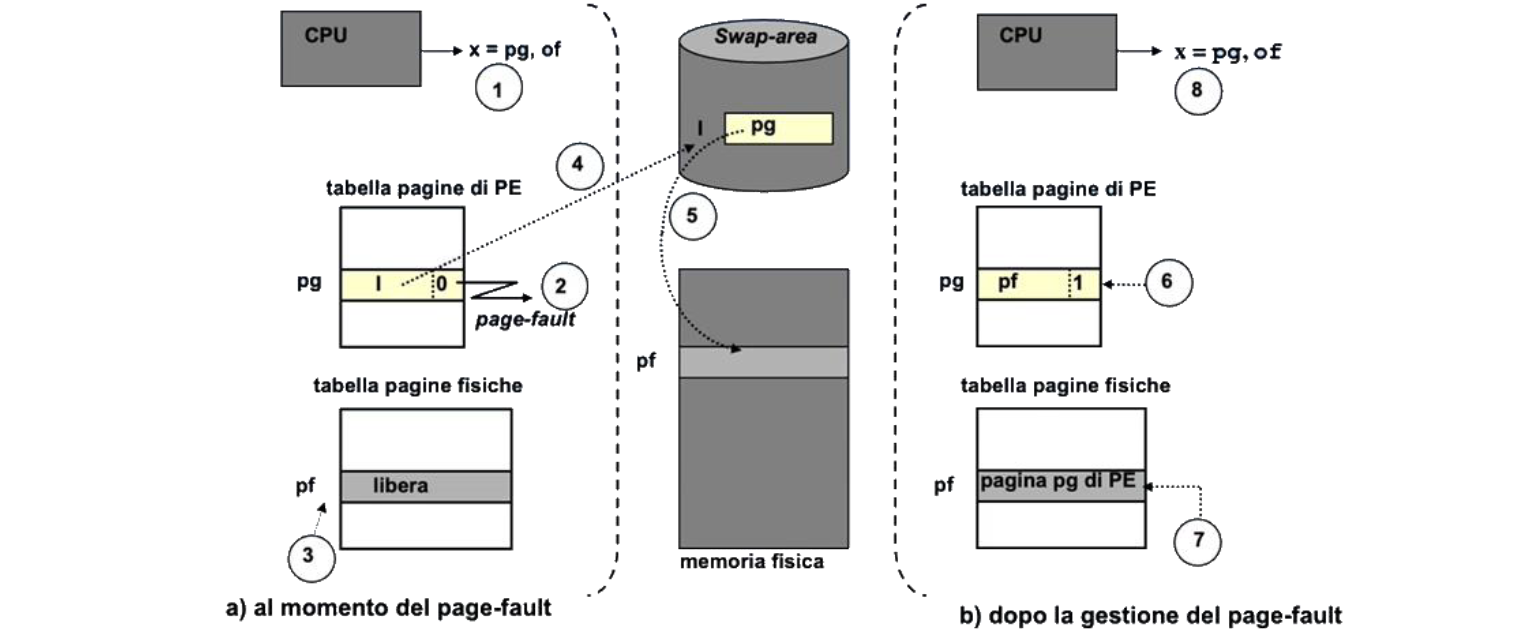 CPU
x = pg, of
1
4
tabella pagine di PE
pg
I
0
2
page-fault
tabella pagine fisiche
pf
libera
3
a) al momento del page-fault
Swap-area
I
pg
5
pf
memoria fisica
CPU
x = pg, of
8
tabella pagine di PE
pg
pf
1
6
tabella pagine fisiche
pf
pagina pg di PE
7
b) dopo la gestione del page-fault